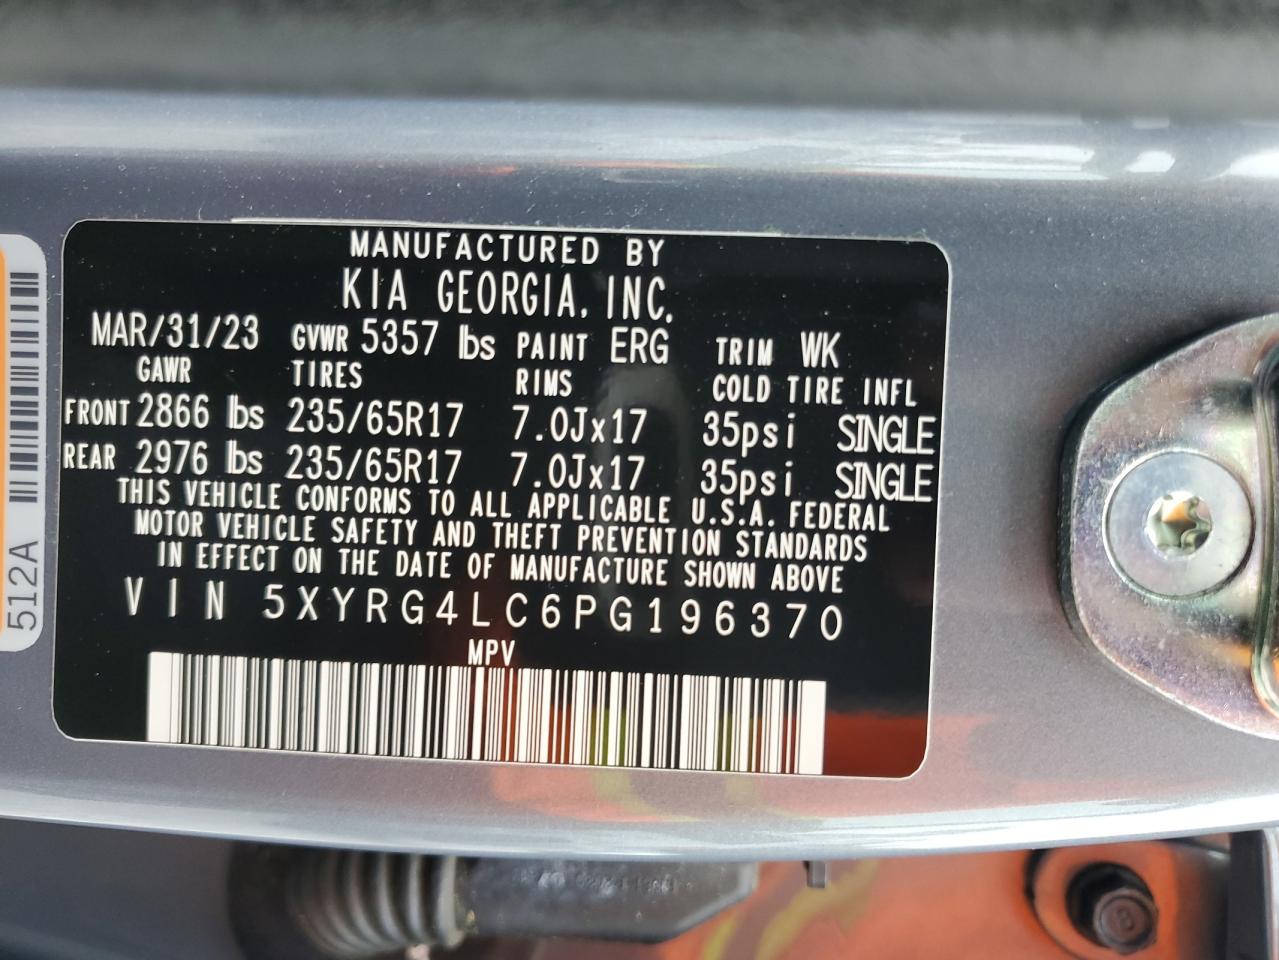 MANUFACTURED BY
KIA GEORGIA, INC.
MAR/31/23 GVWR 5357 lbs PAINT ERG TRIM WK
GAWR TIRES RIMS COLD TIRE INFL
FRONT 2866 lbs 235/65R17 7.0Jx17 35psi SINGLE
REAR 2976 lbs 235/65R17 7.0Jx17 35psi SINGLE
THIS VEHICLE CONFORMS TO ALL APPLICABLE U.S.A. FEDERAL
MOTOR VEHICLE SAFETY AND THEFT PREVENTION STANDARDS
IN EFFECT ON THE DATE OF MANUFACTURE SHOWN ABOVE
VIN 5XYRG4LC6PG196370
MPV
512A